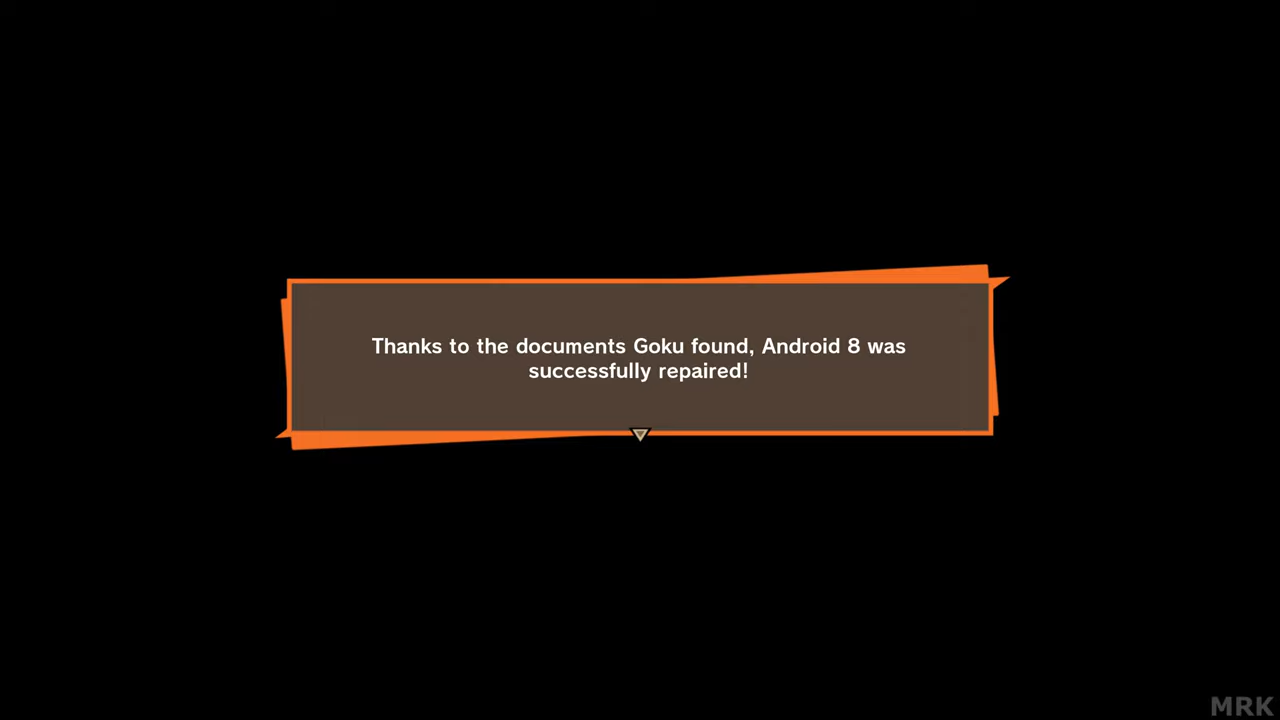 Thanks to the documents Goku found, Android 8 was
successfully repaired!
MRK